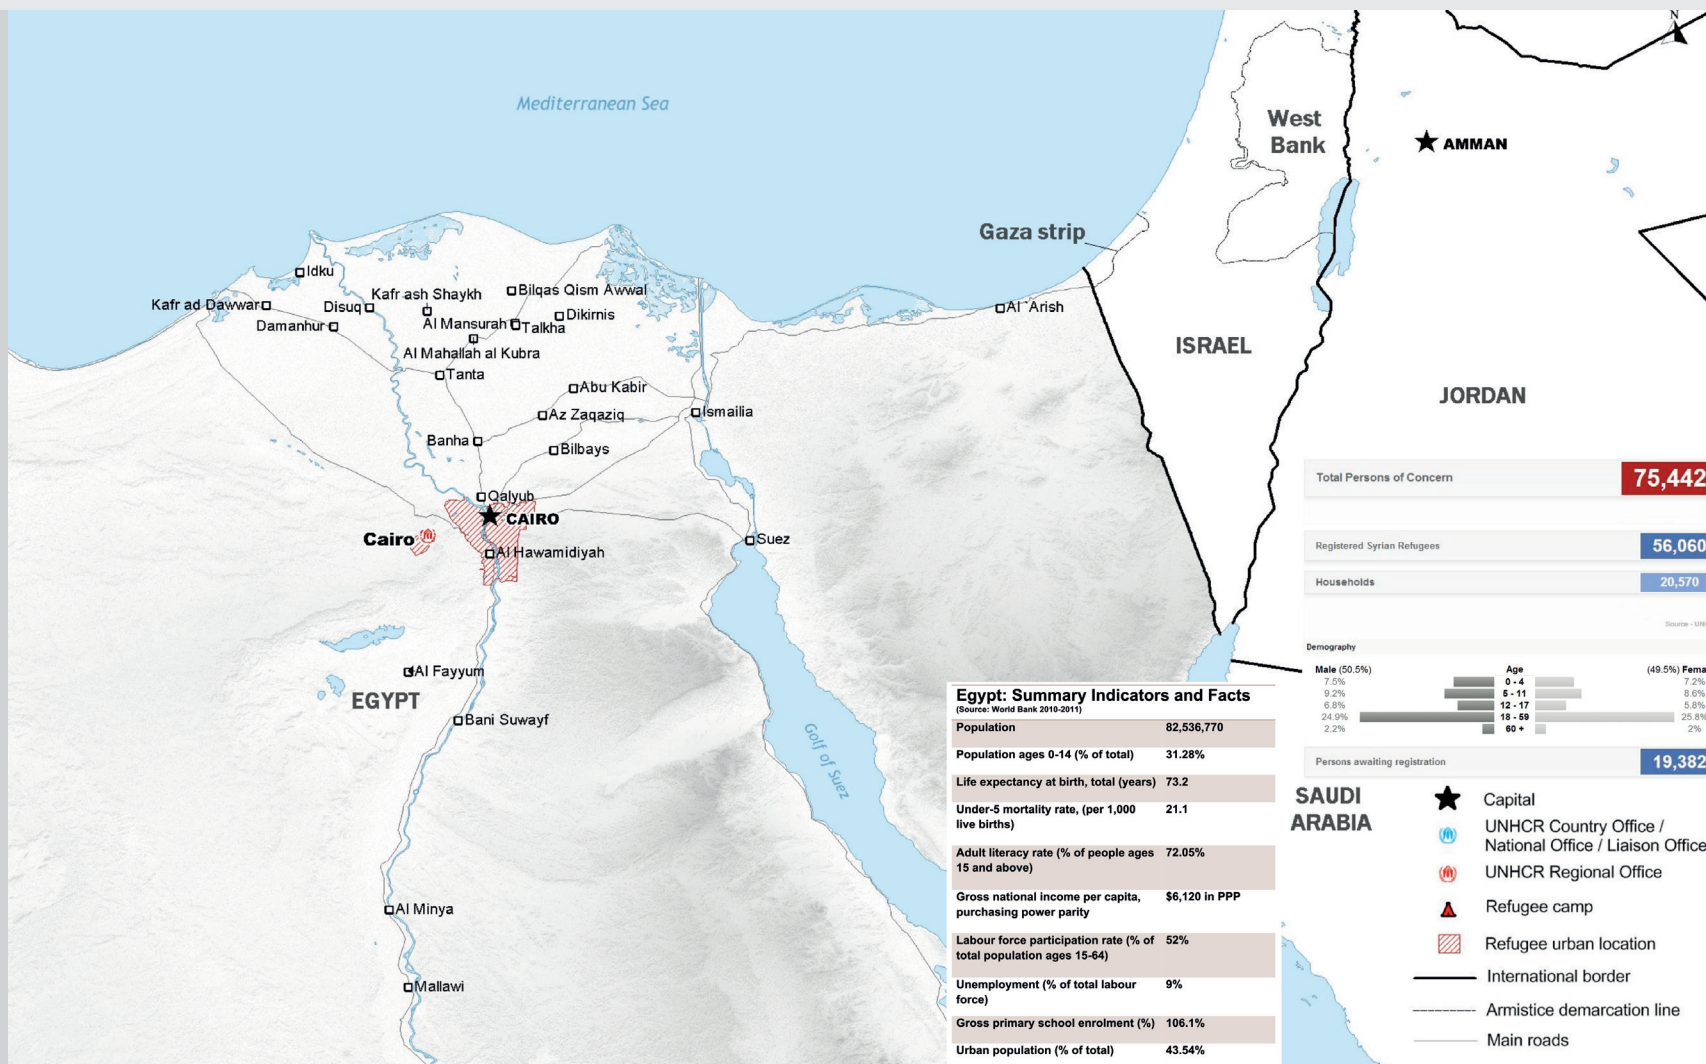 N
Mediterranean Sea
West
Bank
AMMAN
Gaza strip
Idku
Kafr ad Dawwar
Disuq
Kafr ash Shaykh
Bilqas Qism Awwal
Damanhur
Al Mansurah
Talkha
Dikirnis
Al Mahallah al Kubra
Tanta
Al 'Arish
ISRAEL
JORDAN
Abu Kabir
Az Zaqaziq
Ismailia
Banha
Bilbays
Qalyub
CAIRO
Cairo
Al Hawamidiyah
Suez
Al Fayyum
EGYPT
Bani Suwayf
Golf of Suez
Al Minya
Mallawi
Total Persons of Concern 75,442
Registered Syrian Refugees 56,060
Households 20,570
Source - UN
Demography
Male (50.5%) Age (49.5%) Fema
7.5% 0 - 4 7.2%
9.2% 5 - 11 8.6%
6.8% 12 - 17 5.8%
24.9% 18 - 59 25.8%
2.2% 60 + 2%
Persons awaiting registration 19,382
Egypt: Summary Indicators and Facts
(Source: World Bank 2010-2011)
Population 82,536,770
Population ages 0-14 (% of total) 31.28%
Life expectancy at birth, total (years) 73.2
Under-5 mortality rate, (per 1,000 21.1
live births)
Adult literacy rate (% of people ages 72.05%
15 and above)
Gross national income per capita, $6,120 in PPP
purchasing power parity
Labour force participation rate (% of 52%
total population ages 15-64)
Unemployment (% of total labour 9%
force)
Gross primary school enrolment (%) 106.1%
Urban population (% of total) 43.54%
SAUDI
ARABIA
Capital
UNHCR Country Office /
National Office / Liaison Office
UNHCR Regional Office
Refugee camp
Refugee urban location
International border
Armistice demarcation line
Main roads